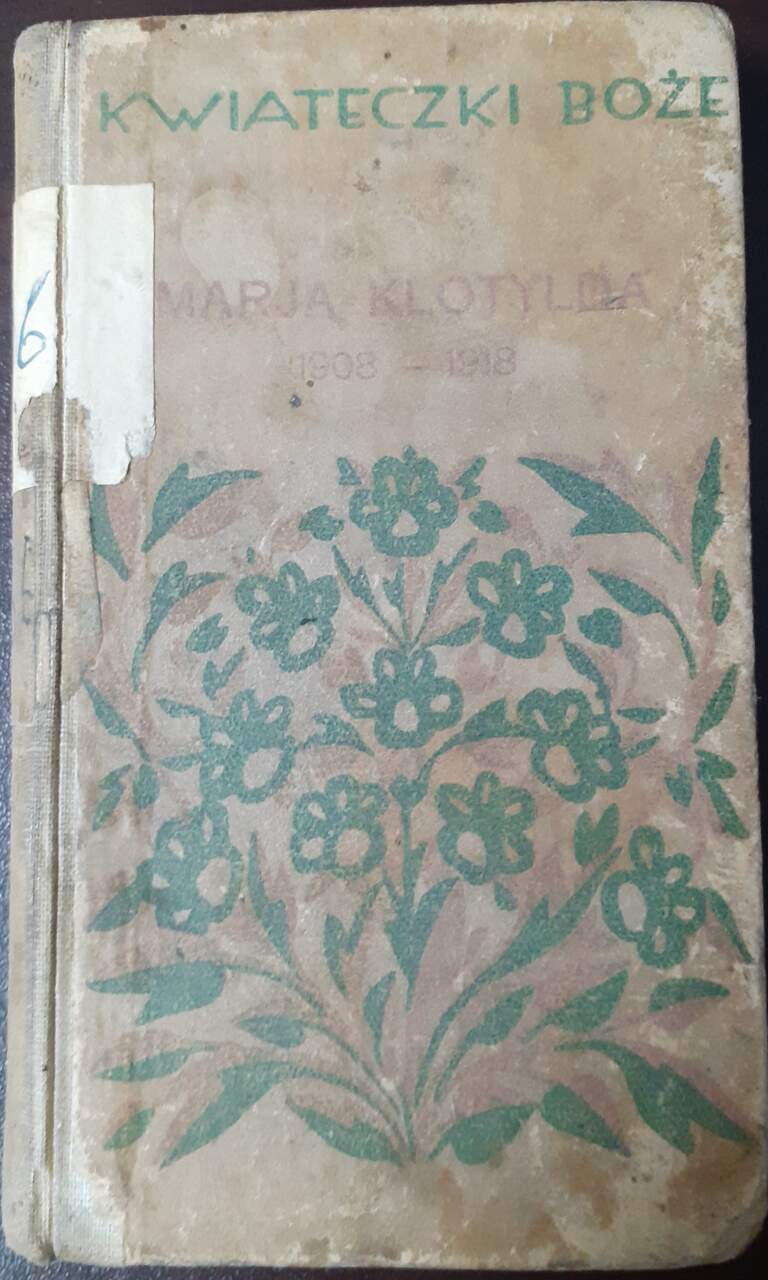 KWIATECZKI BOŻE
MARJA KLOTYLDA
1908 - 1918
6